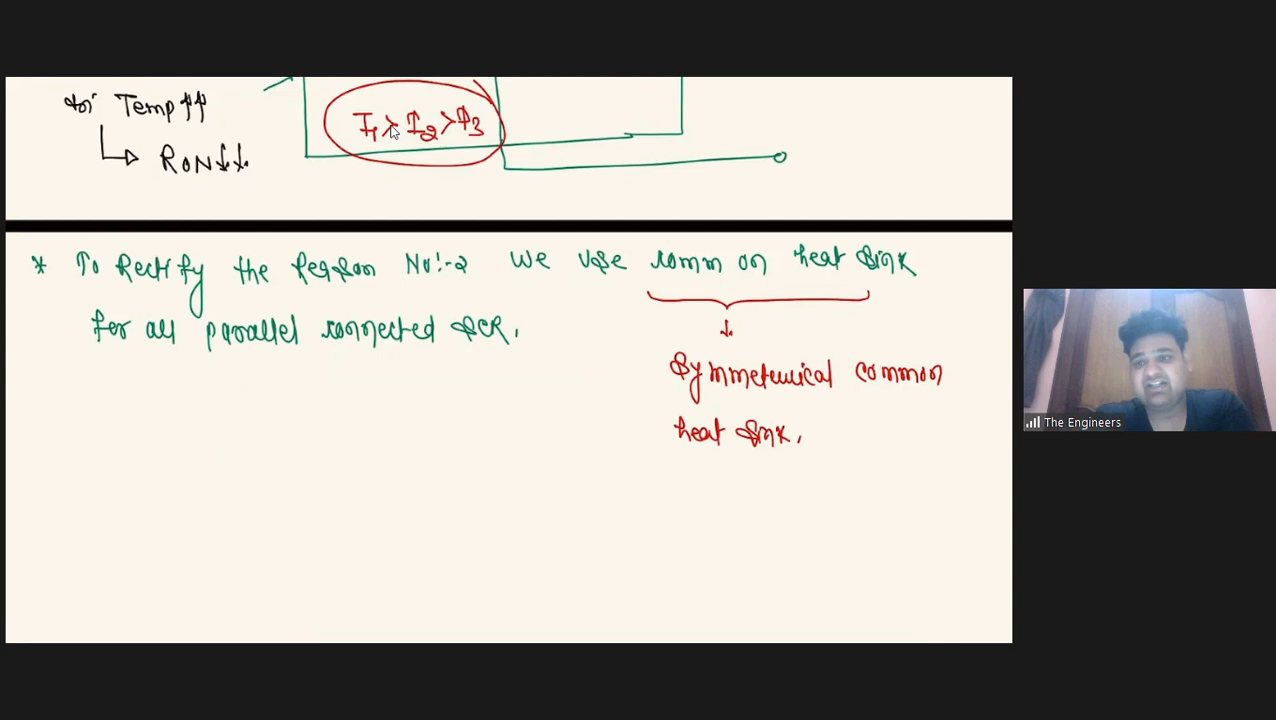 for Temp↑↑
I1 > I2 > I3
↳ RON↓↓
* To Rectify the Reason No:-2 We use common heat sink
for all parallel connected SCR.
↓
Symmeterical common
heat sink.
The Engineers